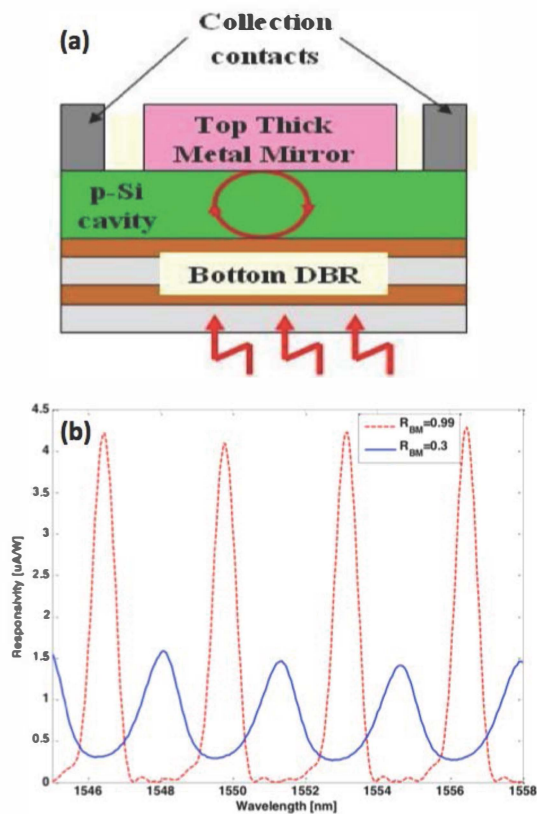 (a)
Collection
contacts
Top Thick
Metal Mirror
p-Si
cavity
Bottom DBR
(b)
R_BM=0.99
R_BM=0.3
4.5
4
3.5
3
2.5
2
1.5
1
0.5
0
Responsivity [uA/W]
1546 1548 1550 1552 1554 1556 1558
Wavelength [nm]